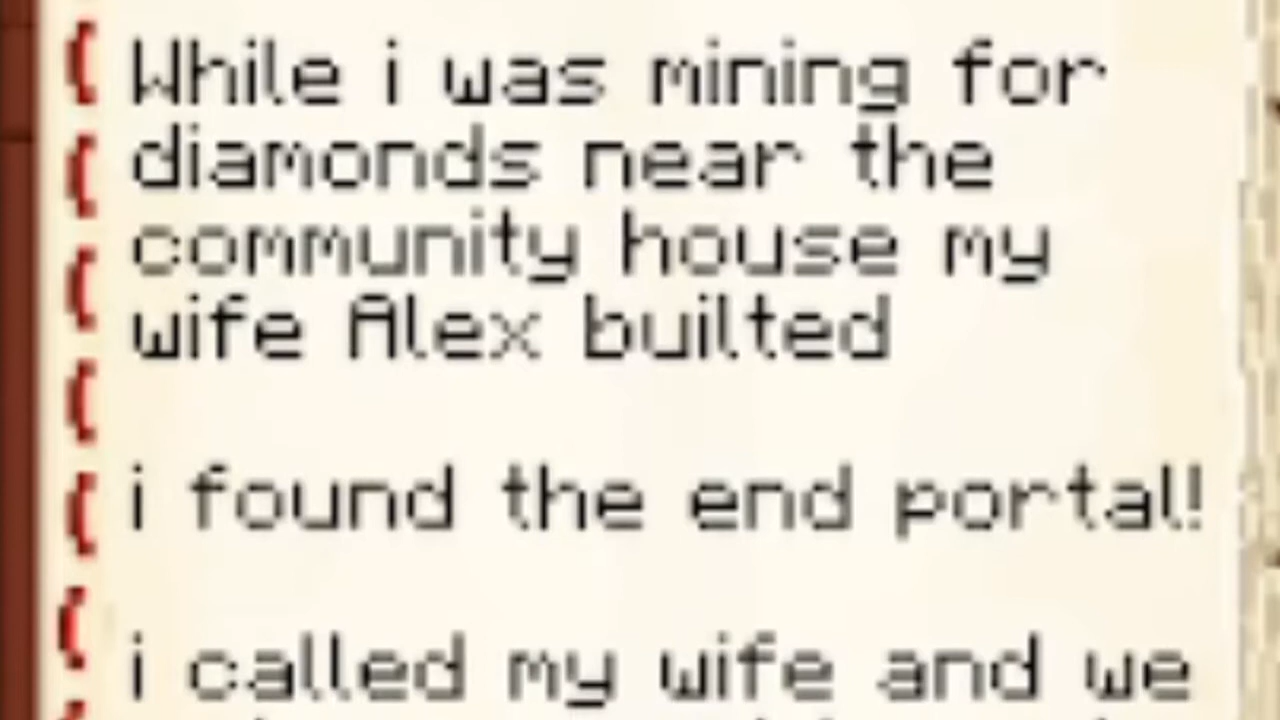 While i was mining for
diamonds near the
community house my
wife Alex builted
i found the end portal!
i called my wife and we